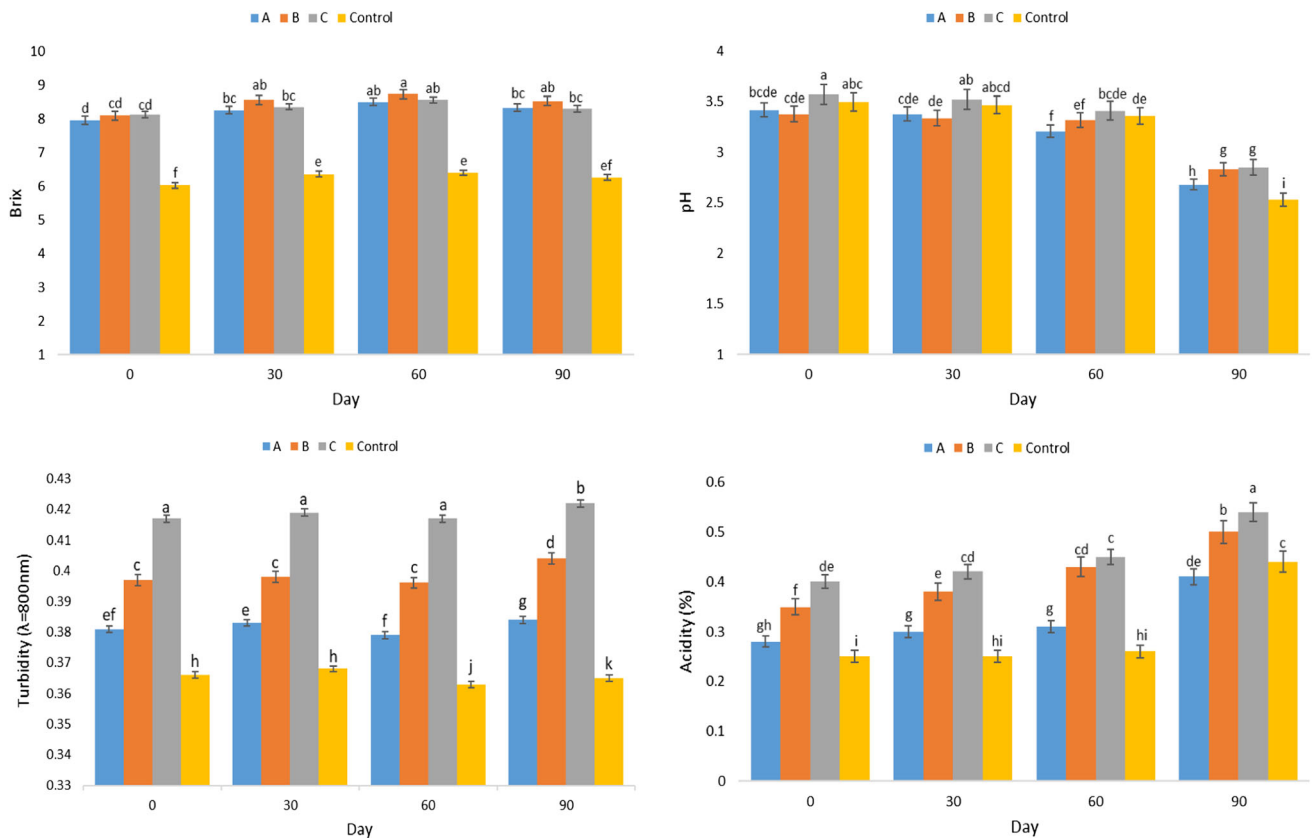 A B C Control
10
9
8
7
6
5
4
3
2
1
Brix
d cd cd f
bc ab bc e
ab a ab e
bc ab bc ef
0 30 60 90
Day
A B C Control
4
3.5
3
2.5
2
1.5
1
pH
bcde cde a abc
cde de ab abcd
f ef bcde de
h g g i
0 30 60 90
Day
A B C Control
0.43
0.42
0.41
0.4
0.39
0.38
0.37
0.36
0.35
0.34
0.33
Turbidity (λ=800nm)
ef c a h
e c a h
f c a j
g d b k
0 30 60 90
Day
A B C Control
0.6
0.5
0.4
0.3
0.2
0.1
0
Acidity (%)
gh f de i
g e cd hi
g cd c hi
de b a c
0 30 60 90
Day